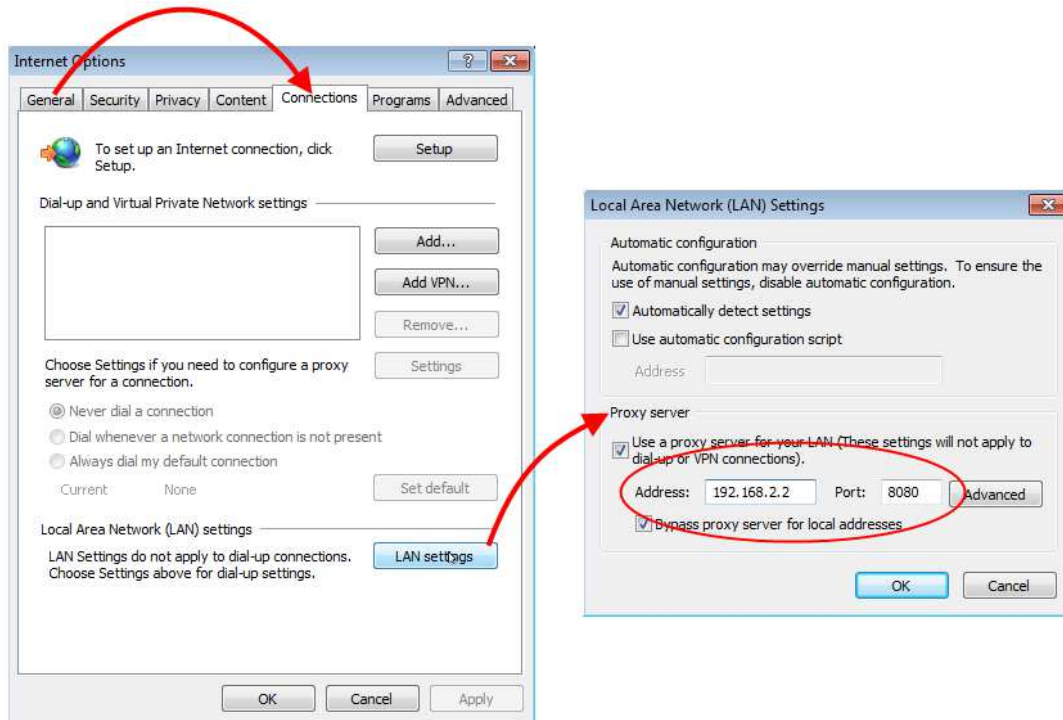 Internet Options
General Security Privacy Content Connections Programs Advanced
To set up an Internet connection, click
Setup.
Setup
Dial-up and Virtual Private Network settings
Add...
Add VPN...
Remove...
Choose Settings if you need to configure a proxy
server for a connection.
Settings
Never dial a connection
Dial whenever a network connection is not present
Always dial my default connection
Current None
Set default
Local Area Network (LAN) settings
LAN Settings do not apply to dial-up connections.
Choose Settings above for dial-up settings.
LAN settings
OK Cancel Apply
Local Area Network (LAN) Settings
Automatic configuration
Automatic configuration may override manual settings. To ensure the
use of manual settings, disable automatic configuration.
Automatically detect settings
Use automatic configuration script
Address
Proxy server
Use a proxy server for your LAN (These settings will not apply to
dial-up or VPN connections).
Address: 192.168.2.2 Port: 8080 Advanced
Bypass proxy server for local addresses
OK Cancel